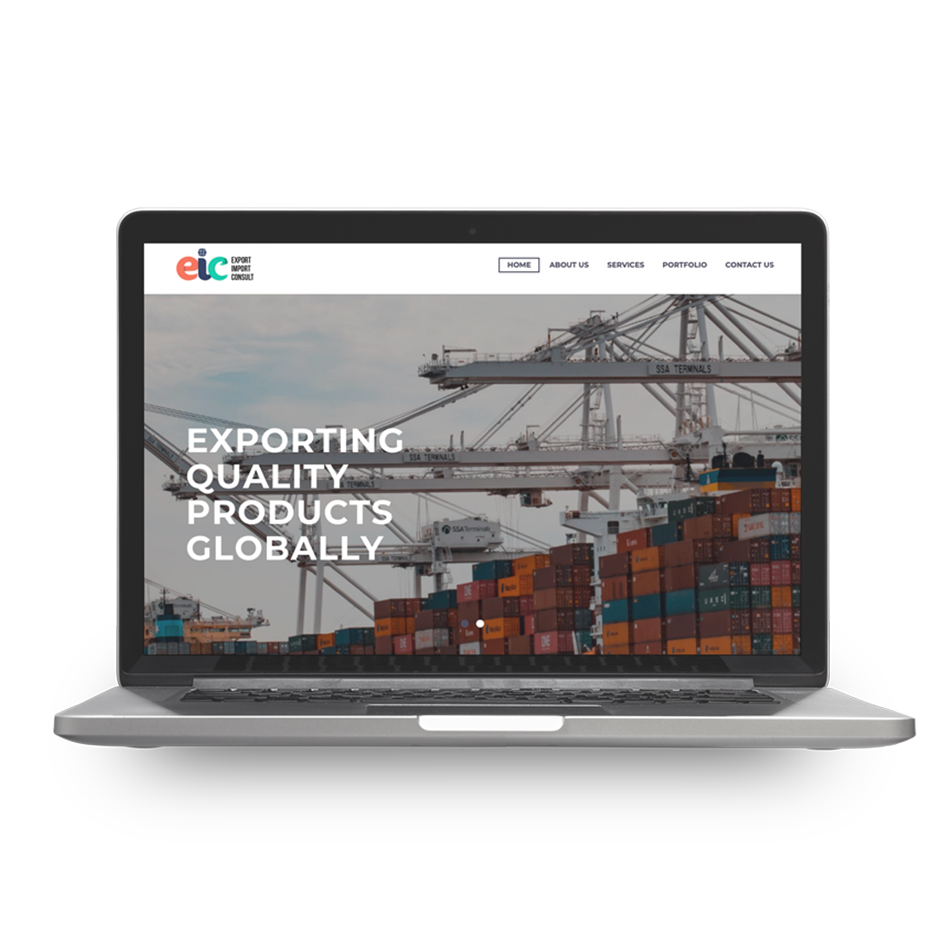 eic
EXPORT
IMPORT
CONSULT
HOME
ABOUT US
SERVICES
PORTFOLIO
CONTACT US
SSA TERMINALS
EXPORTING
QUALITY
PRODUCTS
GLOBALLY
SSA TERMINALS
SSA TERMINALS
SSATerminals